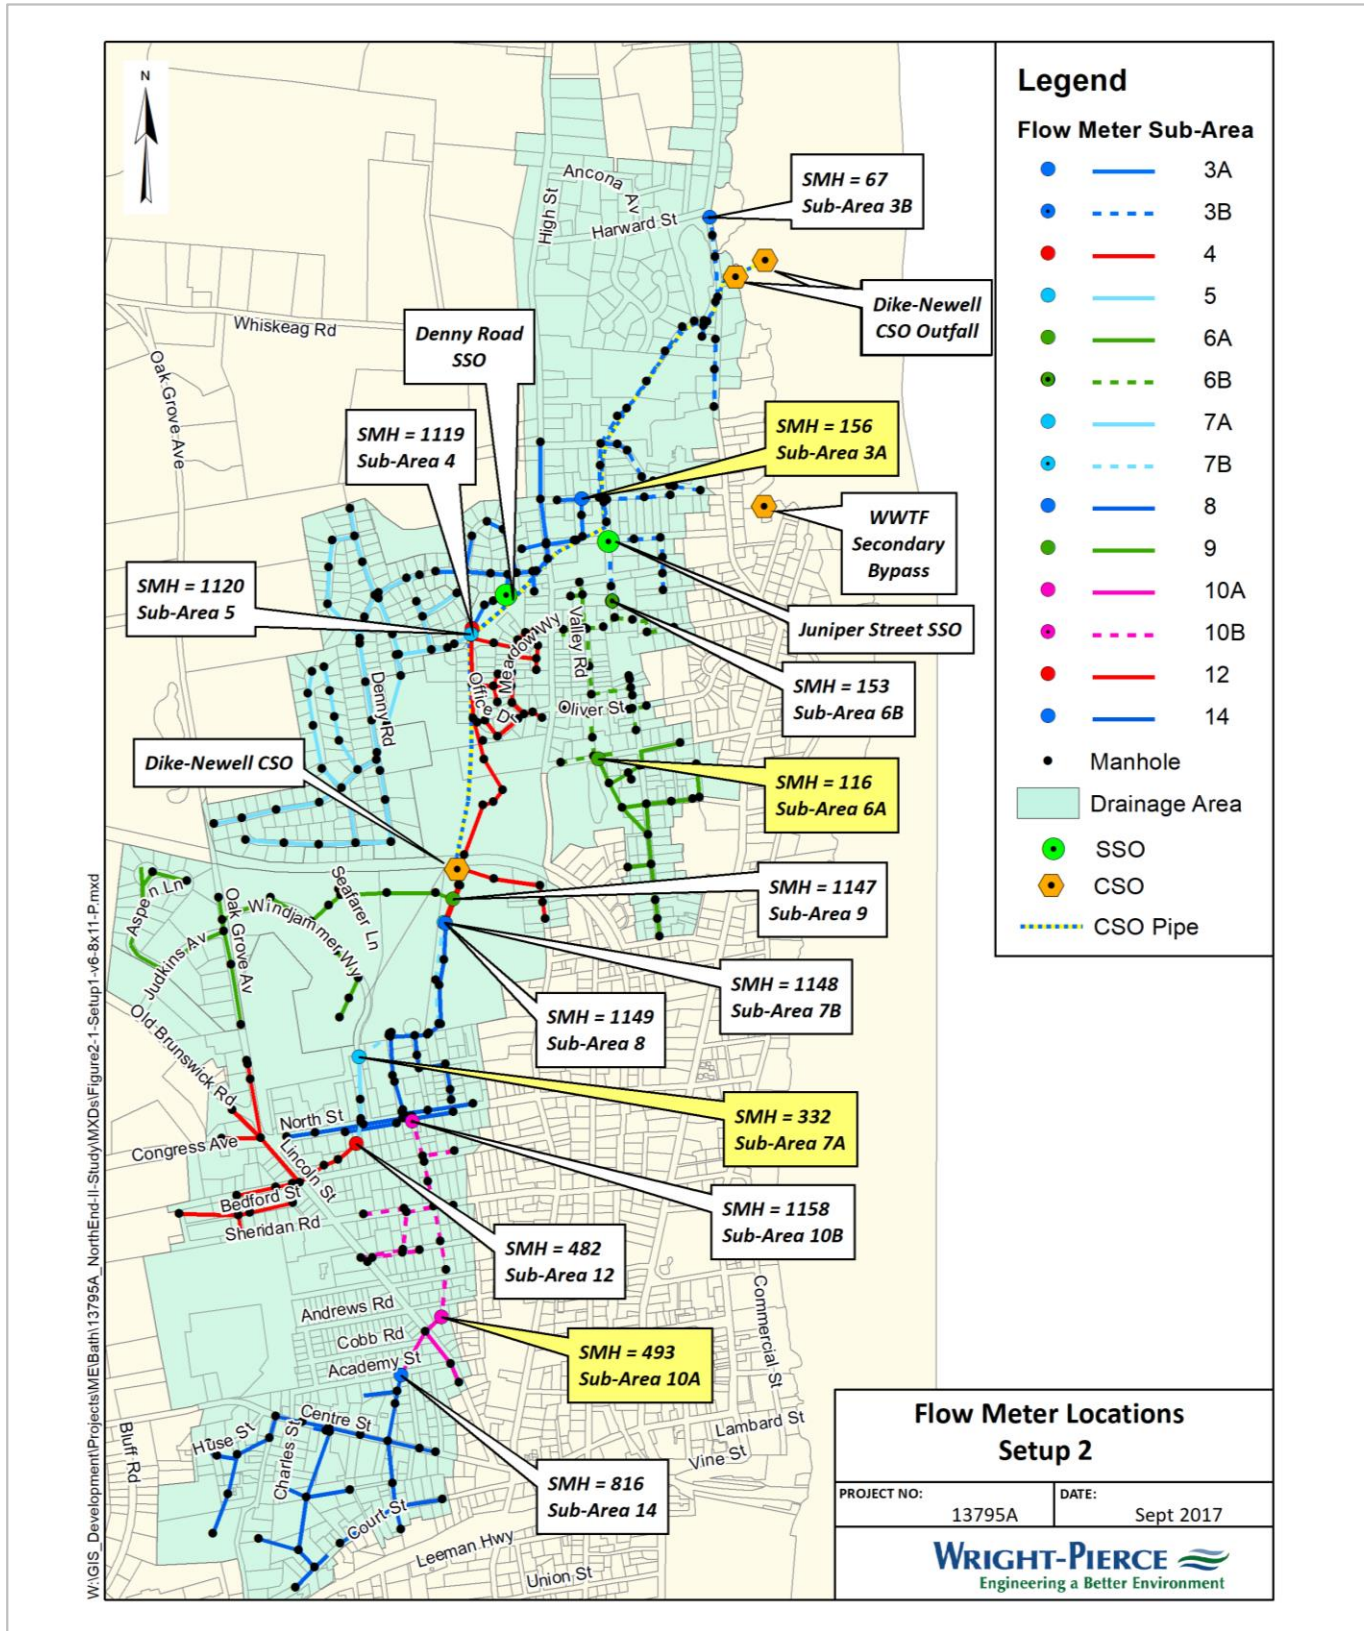 N
Ancona Av
High St
Harward St
SMH = 67
Sub-Area 3B
Dike-Newell
CSO Outfall
Whiskeag Rd
Oak Grove Ave
Denny Road
SSO
SMH = 1119
Sub-Area 4
SMH = 156
Sub-Area 3A
WWTF
Secondary
Bypass
SMH = 1120
Sub-Area 5
Juniper Street SSO
Meadow Wy
Valley Rd
Office Dr
Oliver St
Denny Rd
SMH = 153
Sub-Area 6B
Dike-Newell CSO
SMH = 116
Sub-Area 6A
Aspen Ln
Judkins Av
Oak Grove Av
Windjammer Wy
Seafarer Ln
SMH = 1147
Sub-Area 9
SMH = 1148
Sub-Area 7B
SMH = 1149
Sub-Area 8
Old Brunswick Rd
North St
Congress Ave
Lincoln St
SMH = 332
Sub-Area 7A
Bedford St
Sheridan Rd
SMH = 1158
Sub-Area 10B
SMH = 482
Sub-Area 12
Andrews Rd
Cobb Rd
Academy St
SMH = 493
Sub-Area 10A
Commercial St
Centre St
Huse St
Charles St
Bluff Rd
Court St
SMH = 816
Sub-Area 14
Lambard St
Vine St
Leeman Hwy
Union St
W:\GIS_Development\Projects\ME\Bath\13795A_NorthEnd-II-Study\MXDs\Figure2-1-Setup1-v6-8x11-P.mxd
Legend
Flow Meter Sub-Area
3A
3B
4
5
6A
6B
7A
7B
8
9
10A
10B
12
14
Manhole
Drainage Area
SSO
CSO
CSO Pipe
Flow Meter Locations
Setup 2
PROJECT NO:
13795A
DATE:
Sept 2017
WRIGHT-PIERCE
Engineering a Better Environment